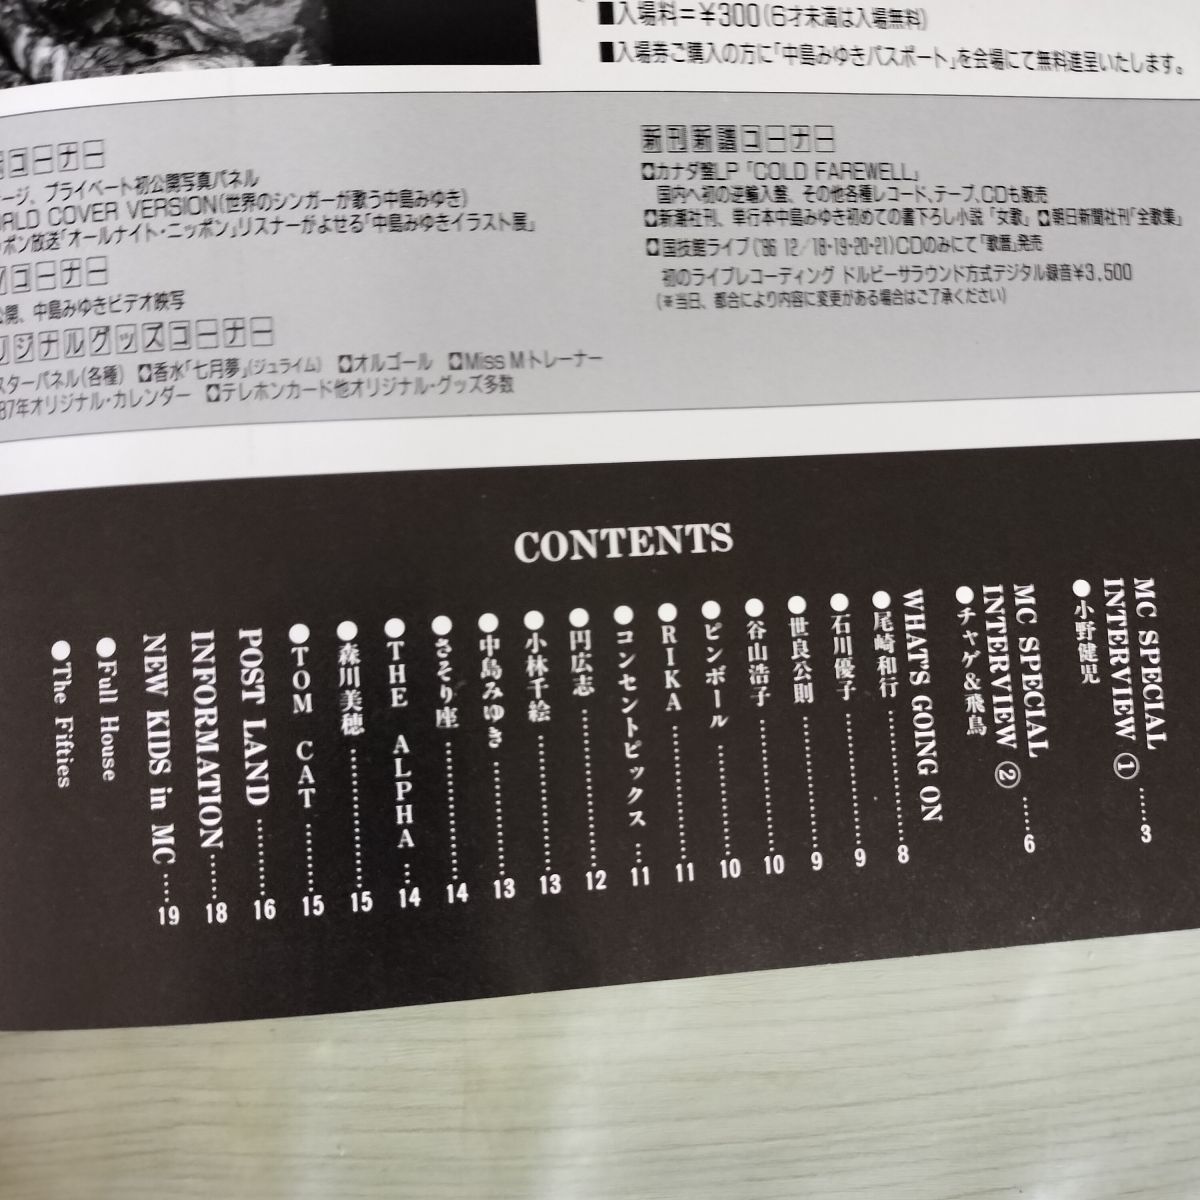 ■入場料＝¥300(6才未満は入場無料)
■入場券ご購入の方に「中島みゆきパスポート」を会場にて無料進呈いたします。
コーナー
ージ、プライベート初公開写真パネル
RLD COVER VERSION(世界のシンガーが歌う中島みゆき)
ポン放送「オールナイト・ニッポン」リスナーがよせる「中島みゆきイラスト展」
コーナー
公開、中島みゆきビデオ映写
リジナルグッズコーナー
スターパネル(各種) ◘香水「七月夢」(ジュライム) ◘オルゴール ◘Miss Mトレーナー
87年オリジナル・カレンダー ◘テレホンカード他オリジナル・グッズ多数
新刊新譜コーナー
◘カナダ盤LP「COLD FAREWELL」
国内へ初の逆輸入盤、その他各種レコード、テープ、CDも販売
◘新潮社刊、単行本中島みゆき初めての書下ろし小説「女歌」 ◘朝日新聞社刊「全歌集」
◘国技館ライブ('86 12/18・19・20・21)CDのみにて「歌暦」発売
初のライブレコーディング ドルビーサラウンド方式デジタル録音¥3,500
(※当日、都合により内容に変更がある場合はご了承ください)
CONTENTS
MC SPECIAL
INTERVIEW ①……3
●小野健児
MC SPECIAL
INTERVIEW ②……6
●チャゲ&飛鳥
WHAT'S GOING ON
●尾崎和行……8
●石川優子……9
●世良公則……9
●谷山浩子……10
●ピンボール……10
●RIKA……11
●コンセントピックス…11
●円広志……12
●小林千絵……13
●中島みゆき……13
●さそり座……14
●THE ALPHA…14
●森川美穂……15
●TOM CAT……15
POST LAND……16
INFORMATION……18
NEW KIDS in MC…19
●Full House
●The Fifties